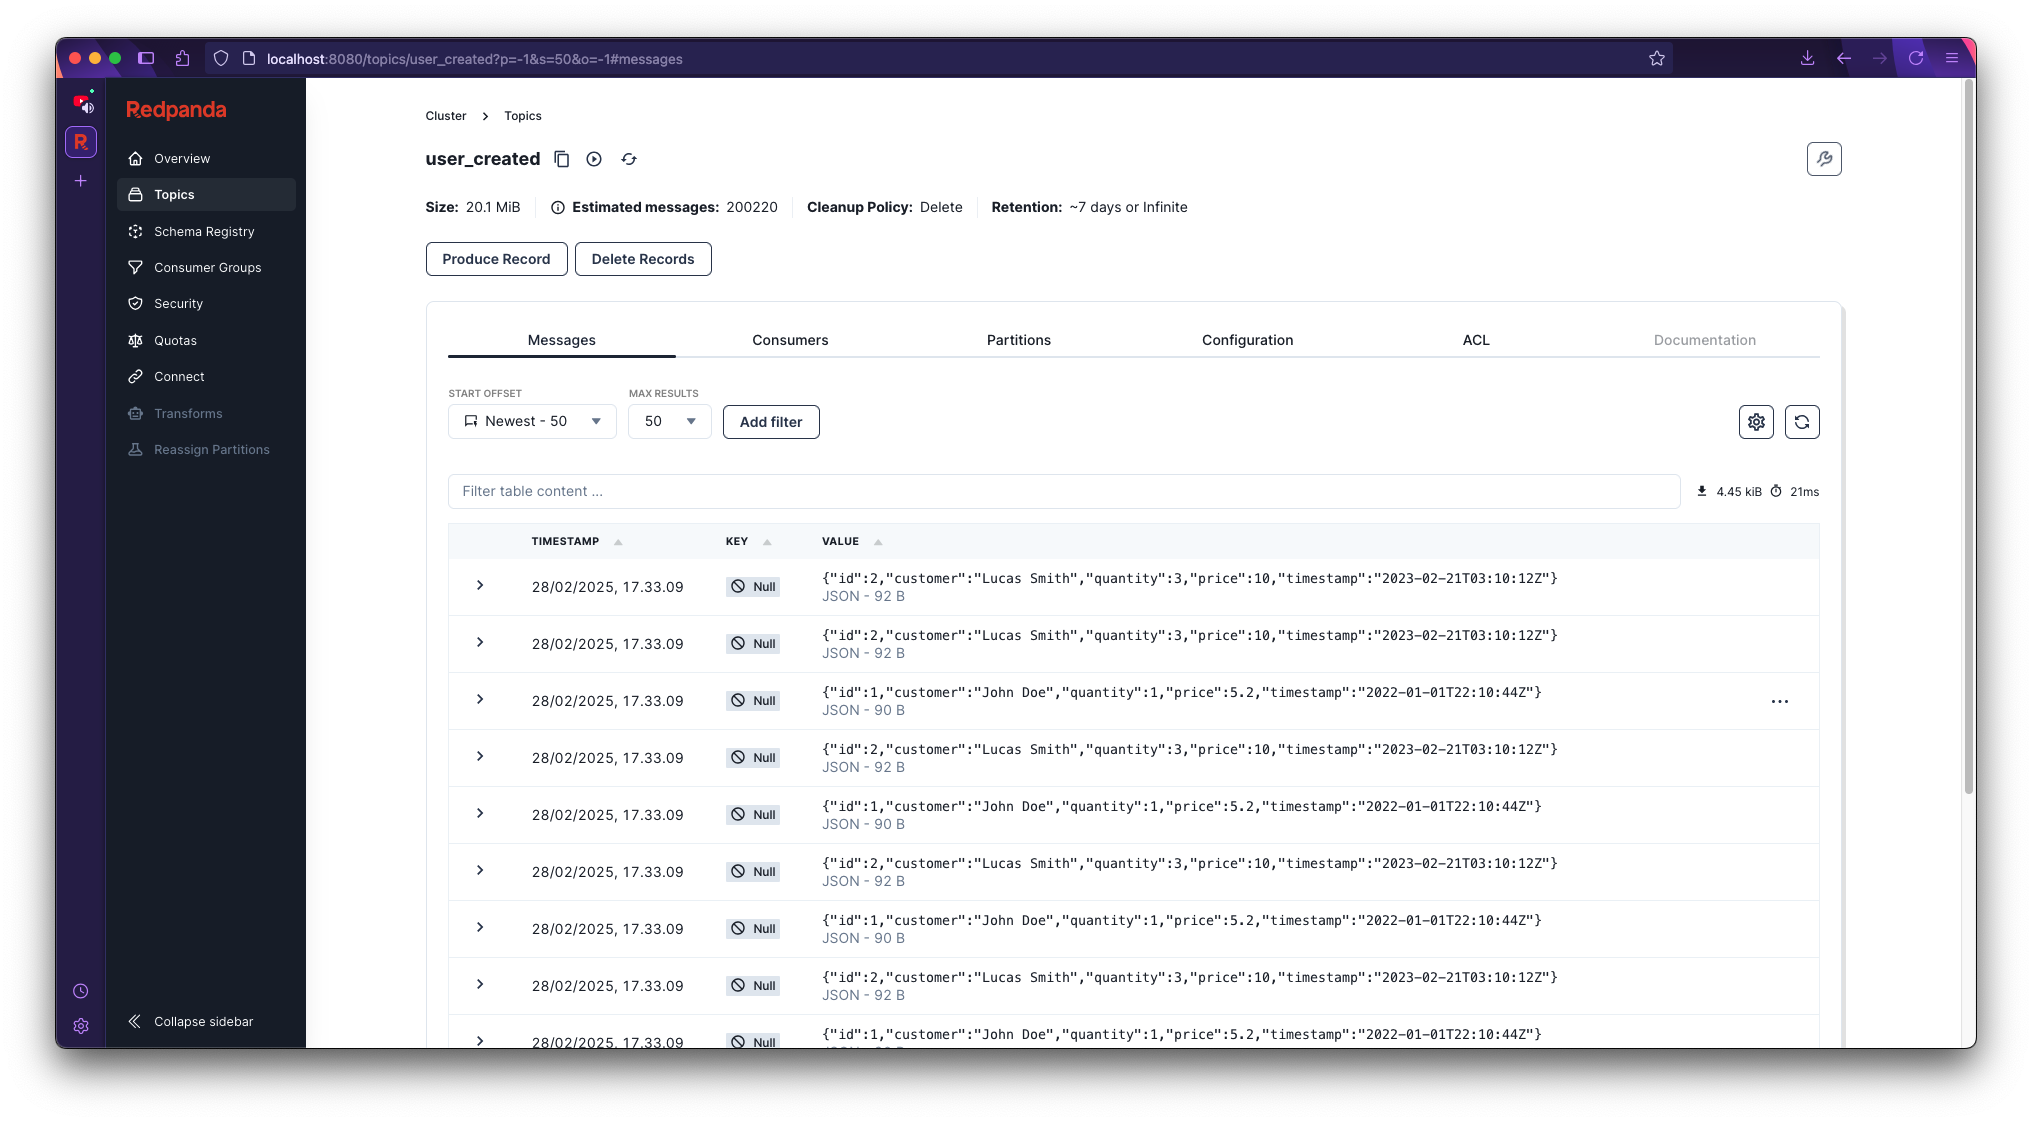 localhost:8080/topics/user_created?p=-1&s=50&o=-1#messages
Redpanda
Overview
Topics
Schema Registry
Consumer Groups
Security
Quotas
Connect
Transforms
Reassign Partitions
Collapse sidebar
Cluster > Topics
user_created
Size: 20.1 MiB Estimated messages: 200220 Cleanup Policy: Delete Retention: ~7 days or Infinite
Produce Record Delete Records
Messages Consumers Partitions Configuration ACL Documentation
START OFFSET MAX RESULTS
Newest - 50 50 Add filter
Filter table content ... 4.45 kiB 21ms
TIMESTAMP KEY VALUE
28/02/2025, 17.33.09 Null {"id":2,"customer":"Lucas Smith","quantity":3,"price":10,"timestamp":"2023-02-21T03:10:12Z"}
JSON - 92 B
28/02/2025, 17.33.09 Null {"id":2,"customer":"Lucas Smith","quantity":3,"price":10,"timestamp":"2023-02-21T03:10:12Z"}
JSON - 92 B
28/02/2025, 17.33.09 Null {"id":1,"customer":"John Doe","quantity":1,"price":5.2,"timestamp":"2022-01-01T22:10:44Z"}
JSON - 90 B
28/02/2025, 17.33.09 Null {"id":2,"customer":"Lucas Smith","quantity":3,"price":10,"timestamp":"2023-02-21T03:10:12Z"}
JSON - 92 B
28/02/2025, 17.33.09 Null {"id":1,"customer":"John Doe","quantity":1,"price":5.2,"timestamp":"2022-01-01T22:10:44Z"}
JSON - 90 B
28/02/2025, 17.33.09 Null {"id":2,"customer":"Lucas Smith","quantity":3,"price":10,"timestamp":"2023-02-21T03:10:12Z"}
JSON - 92 B
28/02/2025, 17.33.09 Null {"id":1,"customer":"John Doe","quantity":1,"price":5.2,"timestamp":"2022-01-01T22:10:44Z"}
JSON - 90 B
28/02/2025, 17.33.09 Null {"id":2,"customer":"Lucas Smith","quantity":3,"price":10,"timestamp":"2023-02-21T03:10:12Z"}
JSON - 92 B
28/02/2025, 17.33.09 Null {"id":1,"customer":"John Doe","quantity":1,"price":5.2,"timestamp":"2022-01-01T22:10:44Z"}